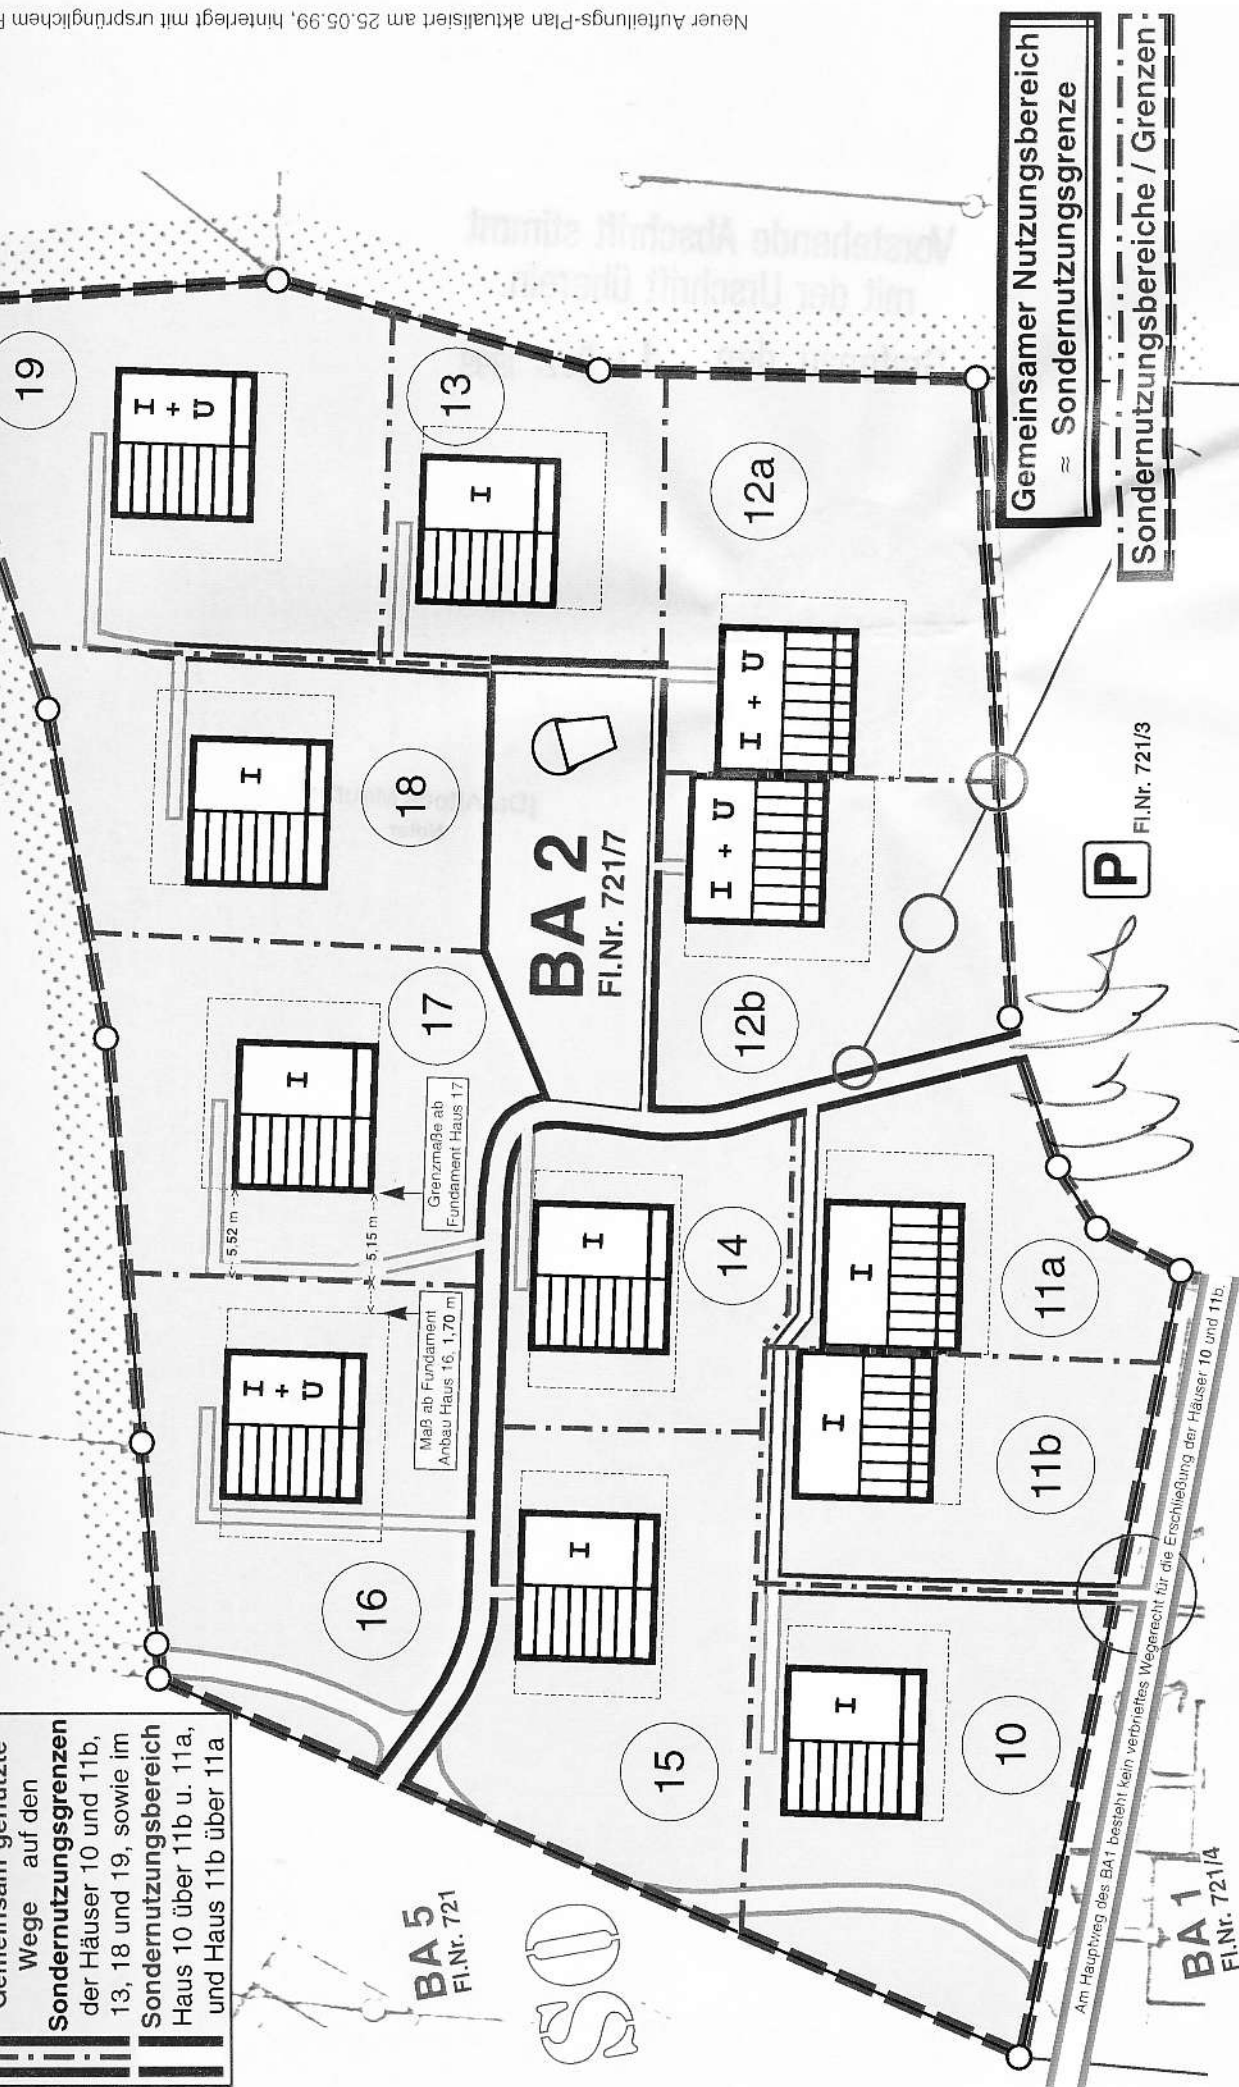 Neuer Aufteilungs-Plan aktualisiert am 25.05.99, hinterlegt mit ursprünglichem
Gemeinsam genutzte
Wege auf den
Sondernutzungsgrenzen
der Häuser 10 und 11b,
13, 18 und 19, sowie im
Sondernutzungsbereich
Haus 10 über 11b u. 11a,
und Haus 11b über 11a
16
I
+
U
Maß ab Fundament
Anbau Haus 16, 1,70 m
5,52 m
5,15 m
Grenzmaße ab
Fundament Haus 17
17
I
18
I
19
I
+
U
13
I
BA 2
Fl.Nr. 721/7
12a
I + U
12b
I + U
14
I
15
I
11a
I
11b
I
10
I
BA 5
Fl.Nr. 721
SO
BA 1
Fl.Nr. 721/4
Am Hauptweg des BA1 besteht kein verbrieftes Wegerecht für die Erschließung der Häuser 10 und 11b
P
Fl.Nr. 721/3
Gemeinsamer Nutzungsbereich
≈ Sondernutzungsgrenze
Sondernutzungsbereiche / Grenzen
Vorstehende Abschrift stimmt
mit der Urschrift überein